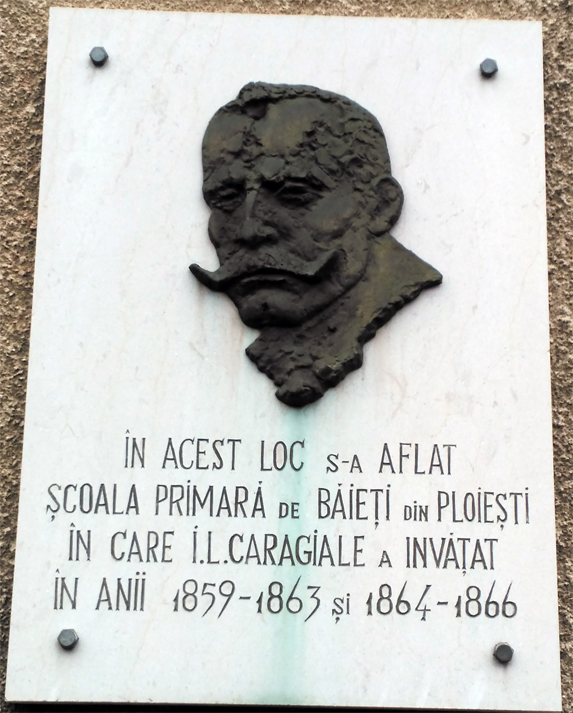 ÎN ACEST LOC S-A AFLAT
ȘCOALA PRIMARĂ DE BĂIEȚI DIN PLOIEȘTI
ÎN CARE I.L.CARAGIALE A INVĂȚAT
ÎN ANII 1859-1863 ȘI 1864-1866